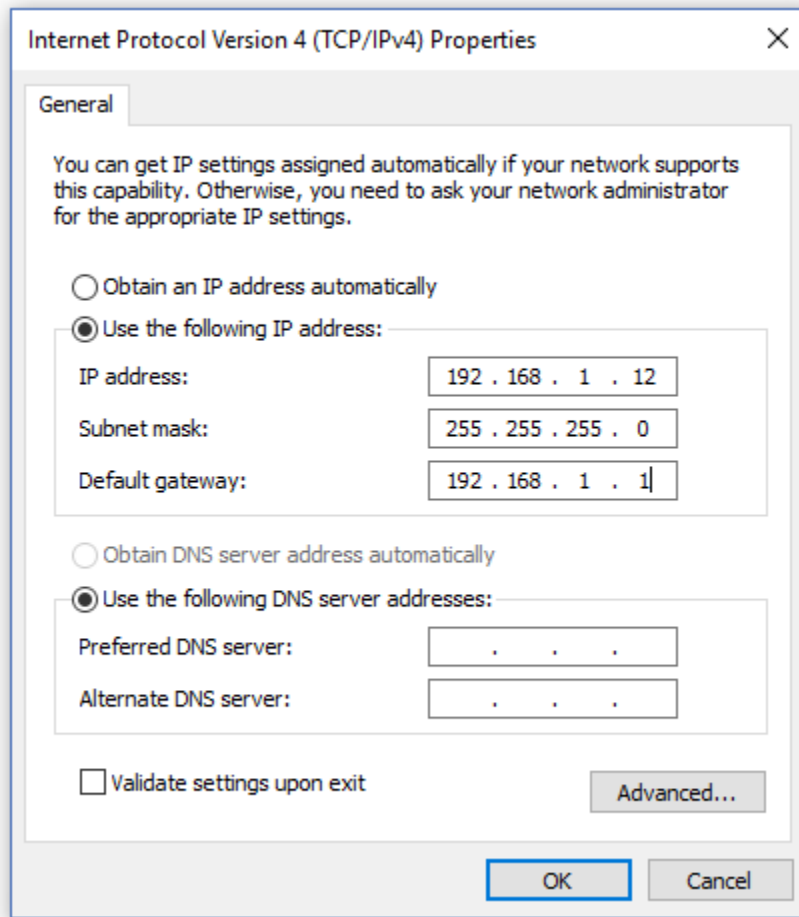 Internet Protocol Version 4 (TCP/IPv4) Properties
General
You can get IP settings assigned automatically if your network supports
this capability. Otherwise, you need to ask your network administrator
for the appropriate IP settings.
Obtain an IP address automatically
Use the following IP address:
IP address: 192 . 168 . 1 . 12
Subnet mask: 255 . 255 . 255 . 0
Default gateway: 192 . 168 . 1 . 1
Obtain DNS server address automatically
Use the following DNS server addresses:
Preferred DNS server: . . .
Alternate DNS server: . . .
Validate settings upon exit
Advanced...
OK Cancel